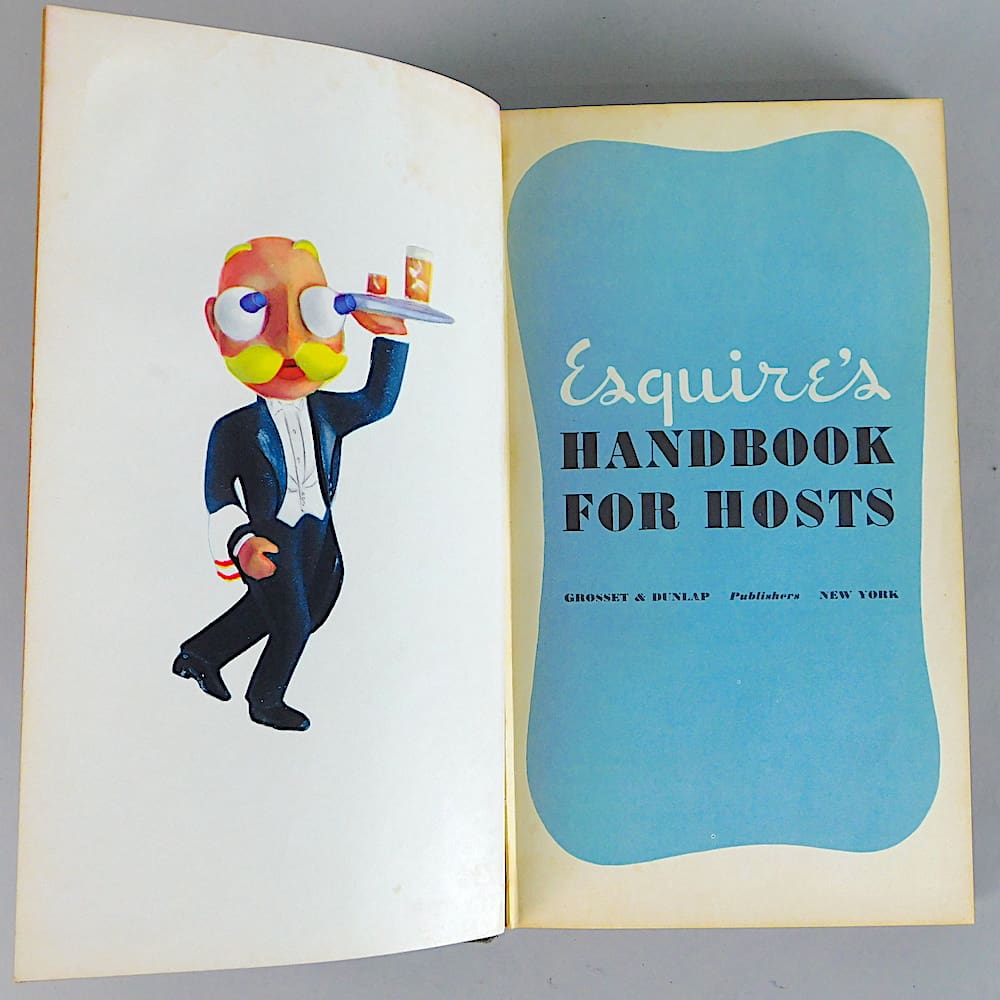 Esquire's
HANDBOOK
FOR HOSTS
GROSSET & DUNLAP Publishers NEW YORK